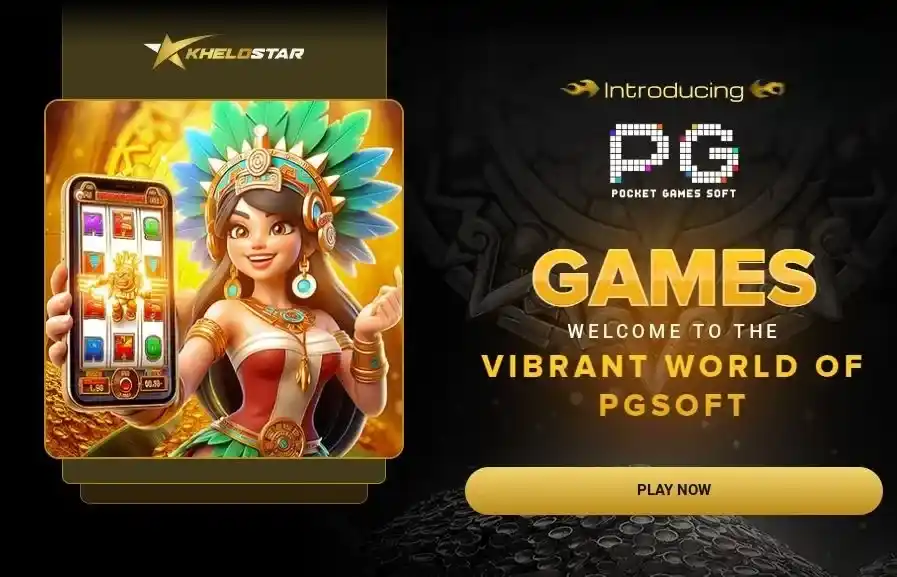 KHELOSTAR
Introducing
PG
POCKET GAMES SOFT
GAMES
WELCOME TO THE
VIBRANT WORLD OF
PGSOFT
PLAY NOW